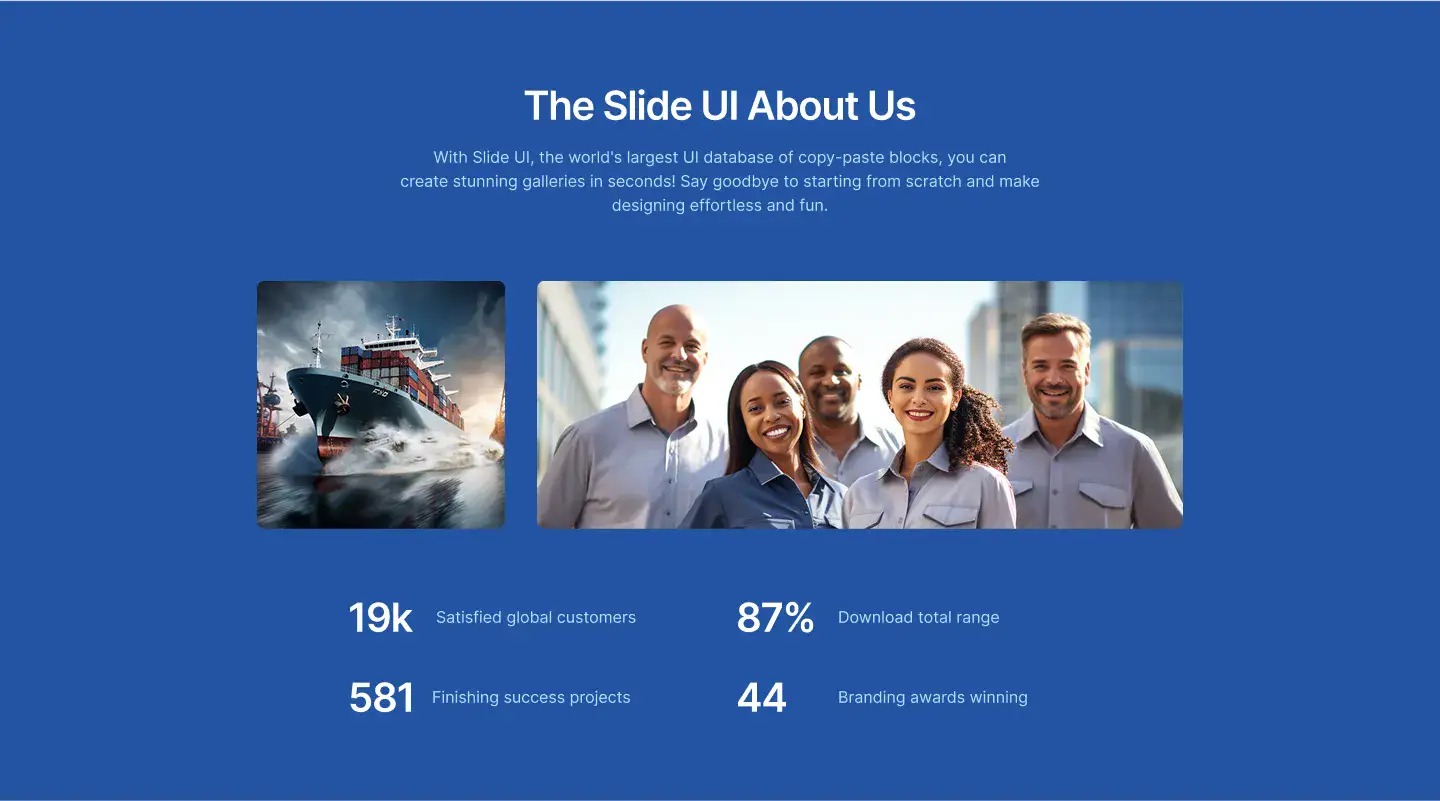 The Slide UI About Us
With Slide UI, the world's largest UI database of copy-paste blocks, you can
create stunning galleries in seconds! Say goodbye to starting from scratch and make
designing effortless and fun.
19k Satisfied global customers
87% Download total range
581 Finishing success projects
44 Branding awards winning